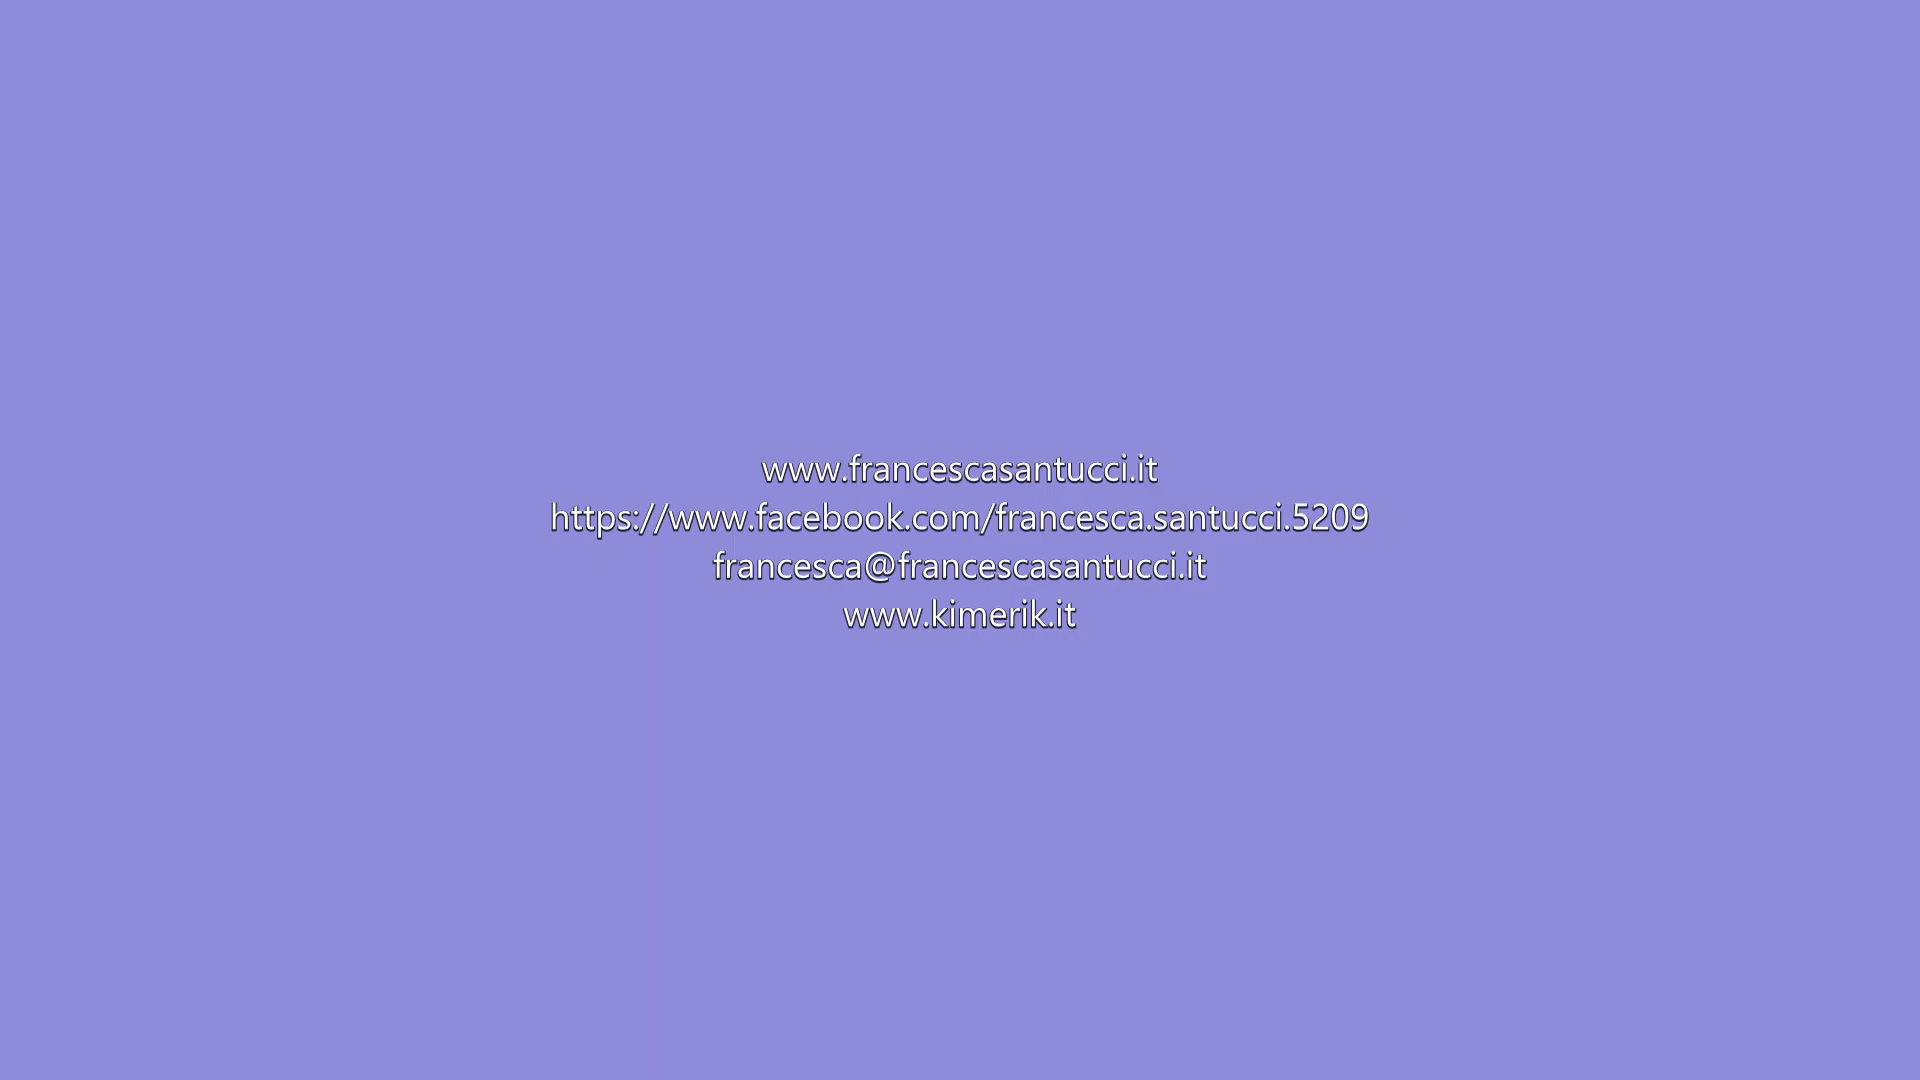 www.francescasantucci.it
https://www.facebook.com/francesca.santucci.5209
francesca@francescasantucci.it
www.kimerik.it